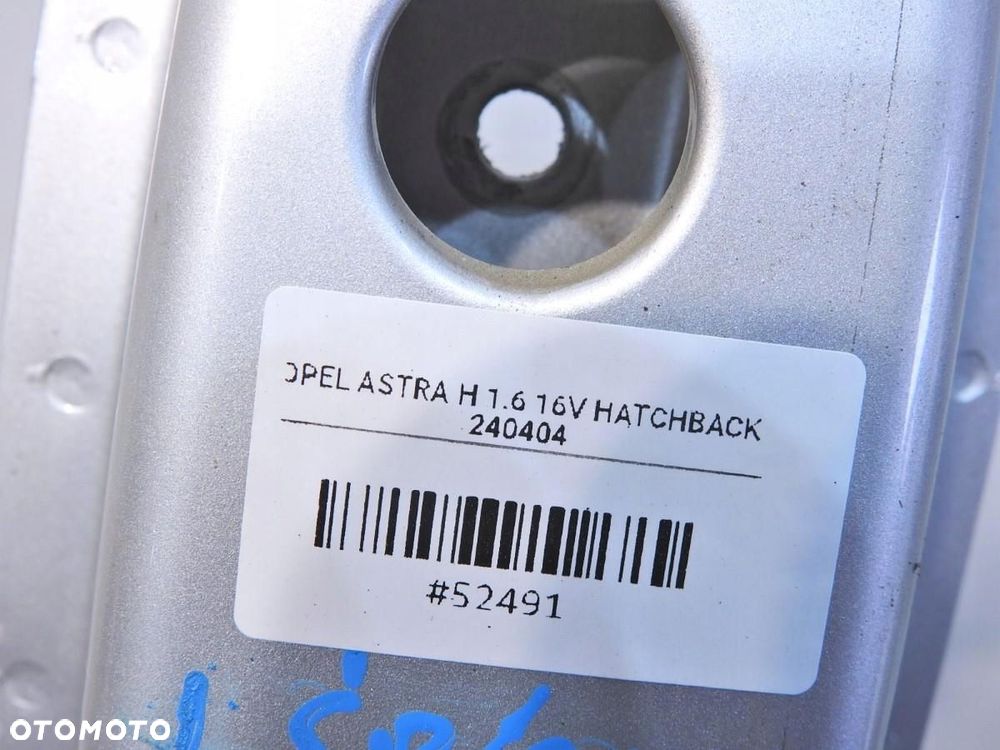 OPEL ASTRA H 1.6 16V HATCHBACK
240404
#52491
OTOMOTO